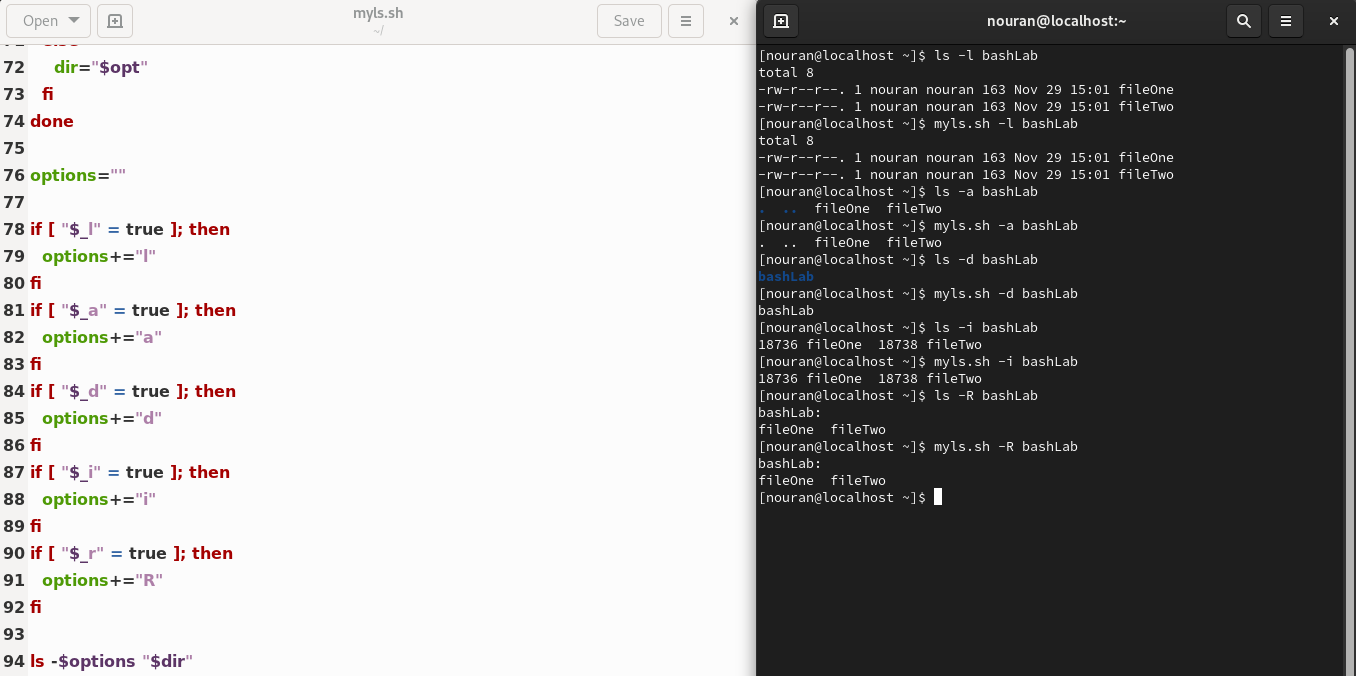 Open
myls.sh
~/
Save
71 else
72 dir="$opt"
73 fi
74 done
75
76 options=""
77
78 if [ "$_l" = true ]; then
79 options+="l"
80 fi
81 if [ "$_a" = true ]; then
82 options+="a"
83 fi
84 if [ "$_d" = true ]; then
85 options+="d"
86 fi
87 if [ "$_i" = true ]; then
88 options+="i"
89 fi
90 if [ "$_r" = true ]; then
91 options+="R"
92 fi
93
94 ls -$options "$dir"
nouran@localhost:~
[nouran@localhost ~]$ ls -l bashLab
total 8
-rw-r--r--. 1 nouran nouran 163 Nov 29 15:01 fileOne
-rw-r--r--. 1 nouran nouran 163 Nov 29 15:01 fileTwo
[nouran@localhost ~]$ myls.sh -l bashLab
total 8
-rw-r--r--. 1 nouran nouran 163 Nov 29 15:01 fileOne
-rw-r--r--. 1 nouran nouran 163 Nov 29 15:01 fileTwo
[nouran@localhost ~]$ ls -a bashLab
. .. fileOne fileTwo
[nouran@localhost ~]$ myls.sh -a bashLab
. .. fileOne fileTwo
[nouran@localhost ~]$ ls -d bashLab
bashLab
[nouran@localhost ~]$ myls.sh -d bashLab
bashLab
[nouran@localhost ~]$ ls -i bashLab
18736 fileOne 18738 fileTwo
[nouran@localhost ~]$ myls.sh -i bashLab
18736 fileOne 18738 fileTwo
[nouran@localhost ~]$ ls -R bashLab
bashLab:
fileOne fileTwo
[nouran@localhost ~]$ myls.sh -R bashLab
bashLab:
fileOne fileTwo
[nouran@localhost ~]$